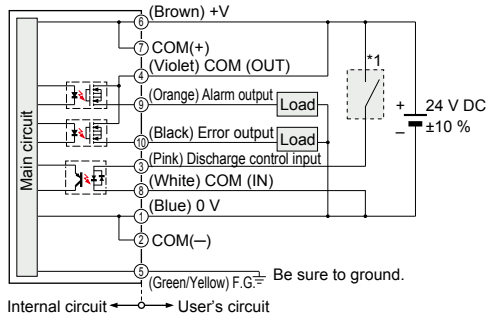 (Brown) +V
6
7
COM(+)
(Violet) COM (OUT)
4
*1
(Orange) Alarm output
9
Load
+
24 V DC
±10 %
–
(Black) Error output
10
Load
Main circuit
(Pink) Discharge control input
3
(White) COM (IN)
8
(Blue) 0 V
1
2
COM(—)
5
(Green/Yellow) F.G.
Be sure to ground.
Internal circuit
User's circuit